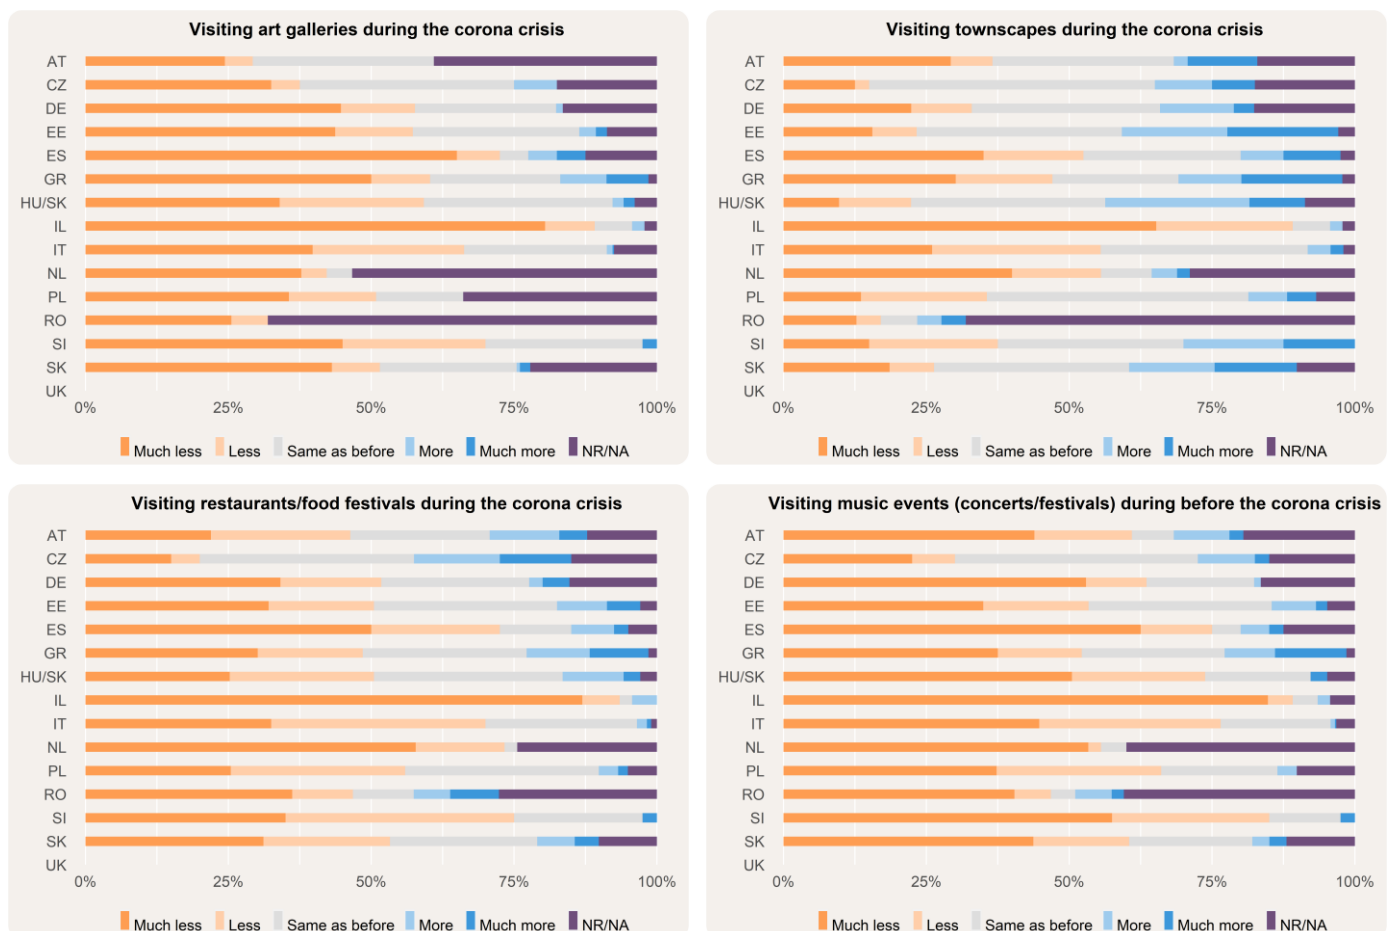 Visiting art galleries during the corona crisis
AT
CZ
DE
EE
ES
GR
HU/SK
IL
IT
NL
PL
RO
SI
SK
UK
0% 25% 50% 75% 100%
Much less Less Same as before More Much more NR/NA
Visiting townscapes during the corona crisis
AT
CZ
DE
EE
ES
GR
HU/SK
IL
IT
NL
PL
RO
SI
SK
UK
0% 25% 50% 75% 100%
Much less Less Same as before More Much more NR/NA
Visiting restaurants/food festivals during the corona crisis
AT
CZ
DE
EE
ES
GR
HU/SK
IL
IT
NL
PL
RO
SI
SK
UK
0% 25% 50% 75% 100%
Much less Less Same as before More Much more NR/NA
Visiting music events (concerts/festivals) during before the corona crisis
AT
CZ
DE
EE
ES
GR
HU/SK
IL
IT
NL
PL
RO
SI
SK
UK
0% 25% 50% 75% 100%
Much less Less Same as before More Much more NR/NA